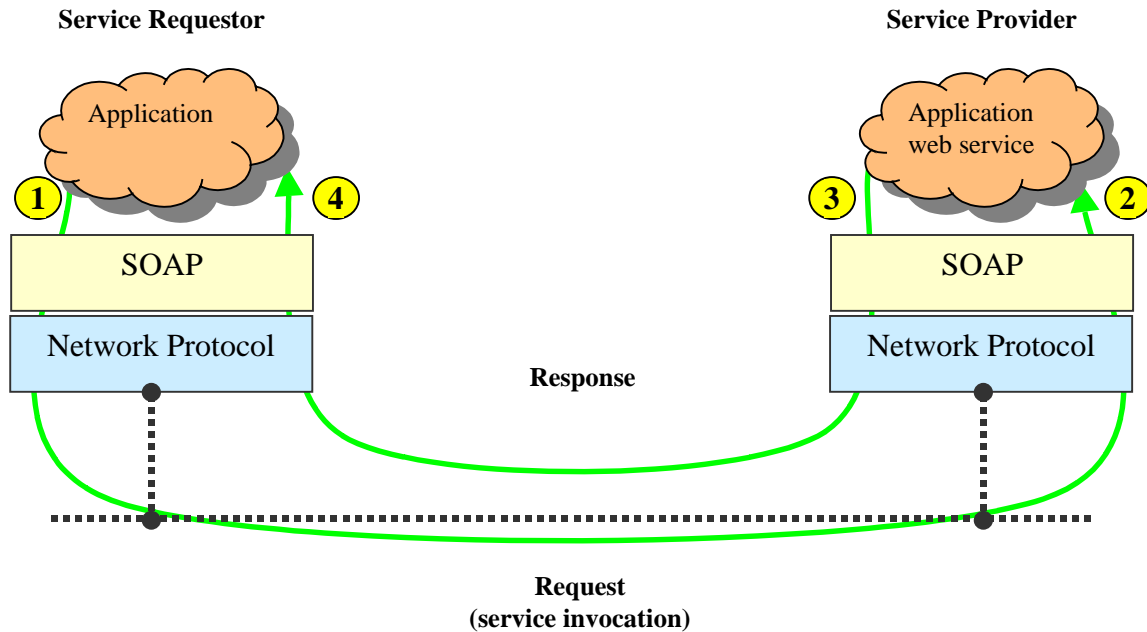 Service Requestor
Service Provider
Application
Application
web service
1
4
3
2
SOAP
SOAP
Network Protocol
Network Protocol
Response
Request
(service invocation)